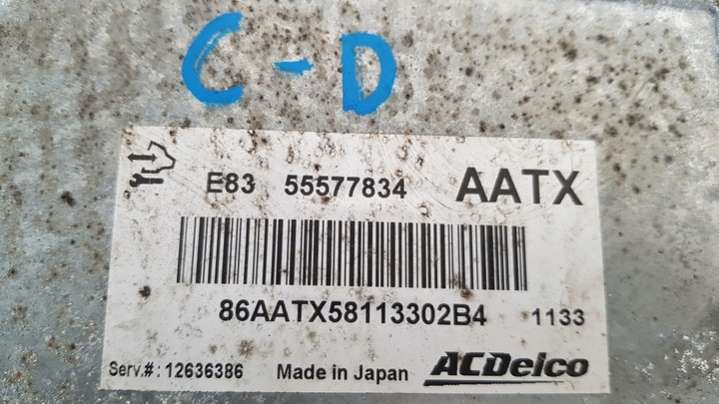 C-D
E83 55577834 AATX
86AATX58113302B4 1133
Serv.#: 12636386 Made in Japan ACDelco